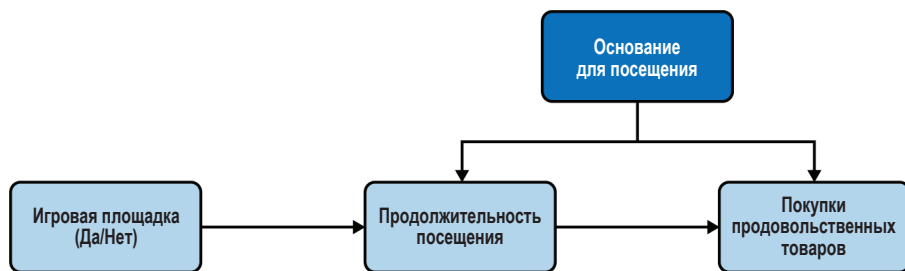 Основание
для посещения
Игровая площадка
(Да/Нет)
Продолжительность
посещения
Покупки
продовольственных
товаров